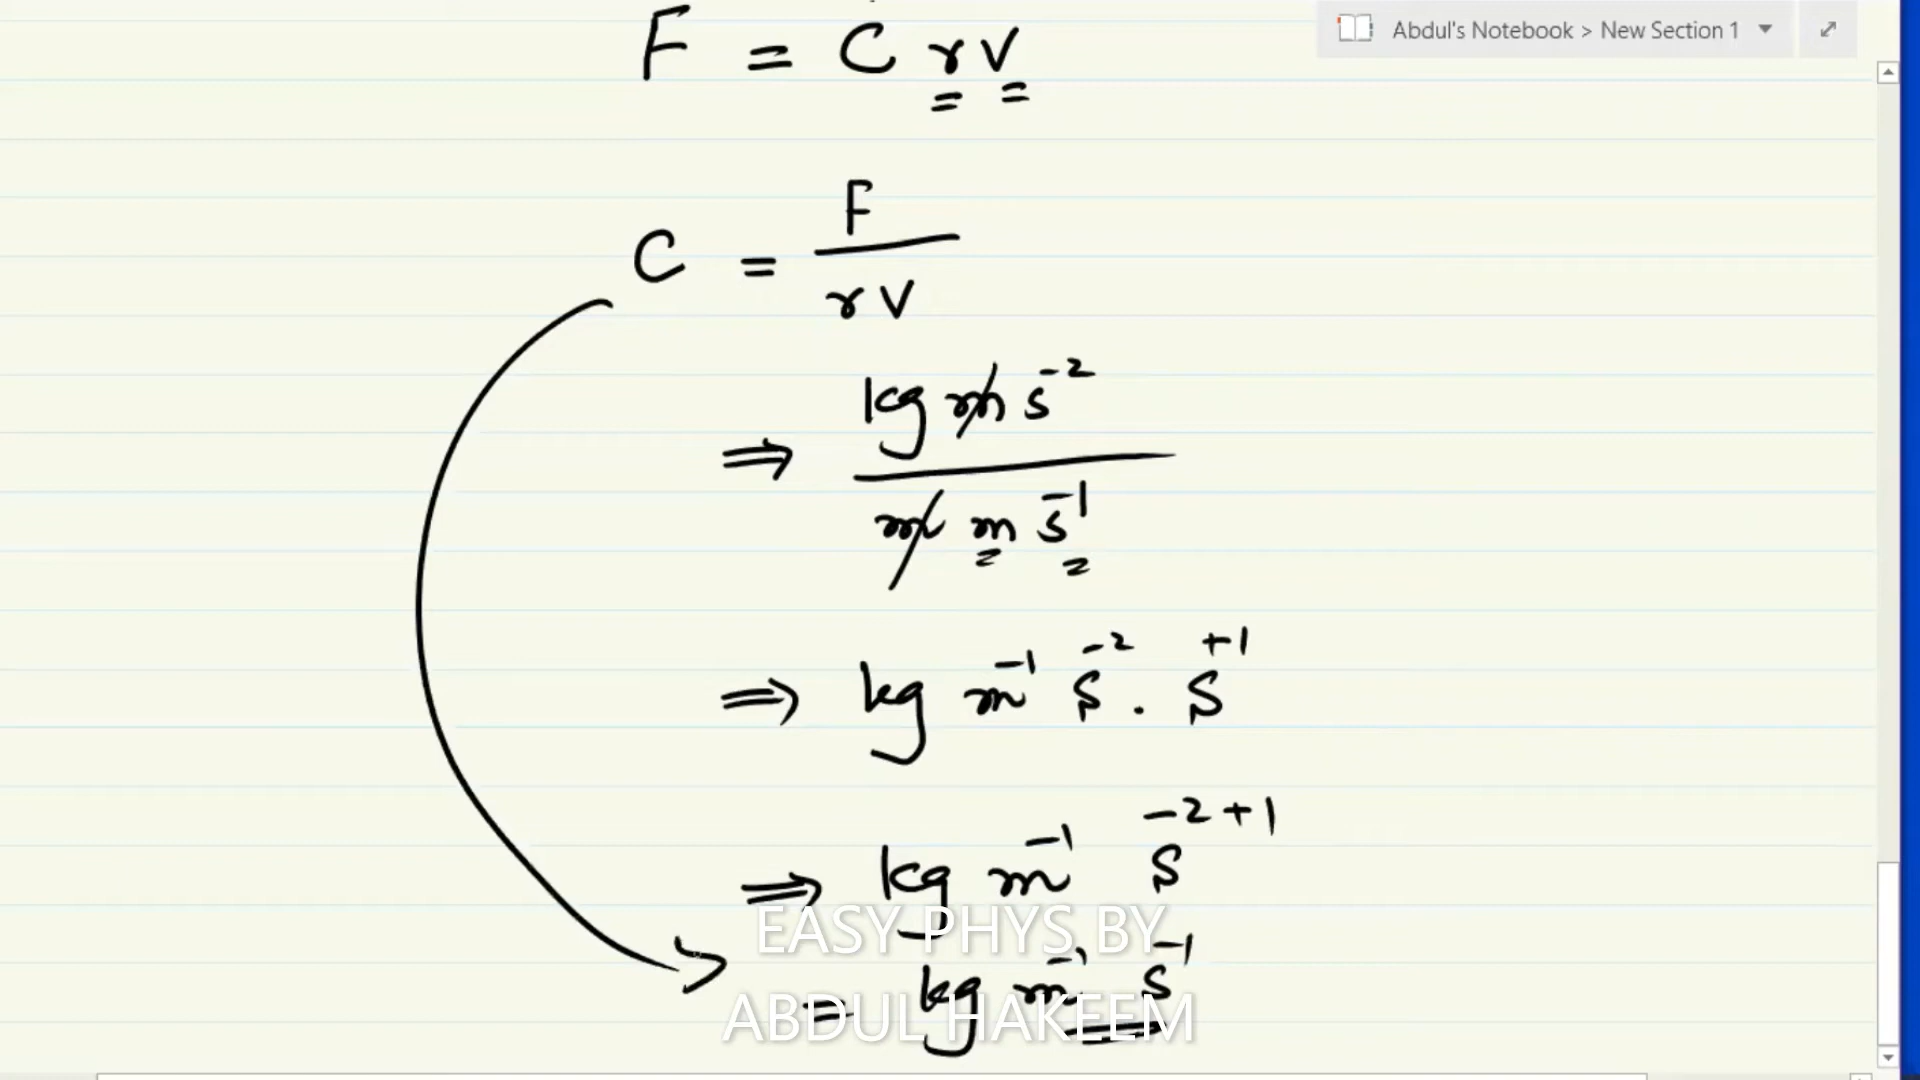 Abdul's Notebook > New Section 1
F = C r v
C = F / r v
⇒ kg m s⁻² / m m s⁻¹
⇒ kg m⁻¹ s⁻² . s⁺¹
⇒ kg m⁻¹ s⁻²⁺¹
= kg m⁻¹ s⁻¹
EASY PHYS BY
ABDUL HAKEEM